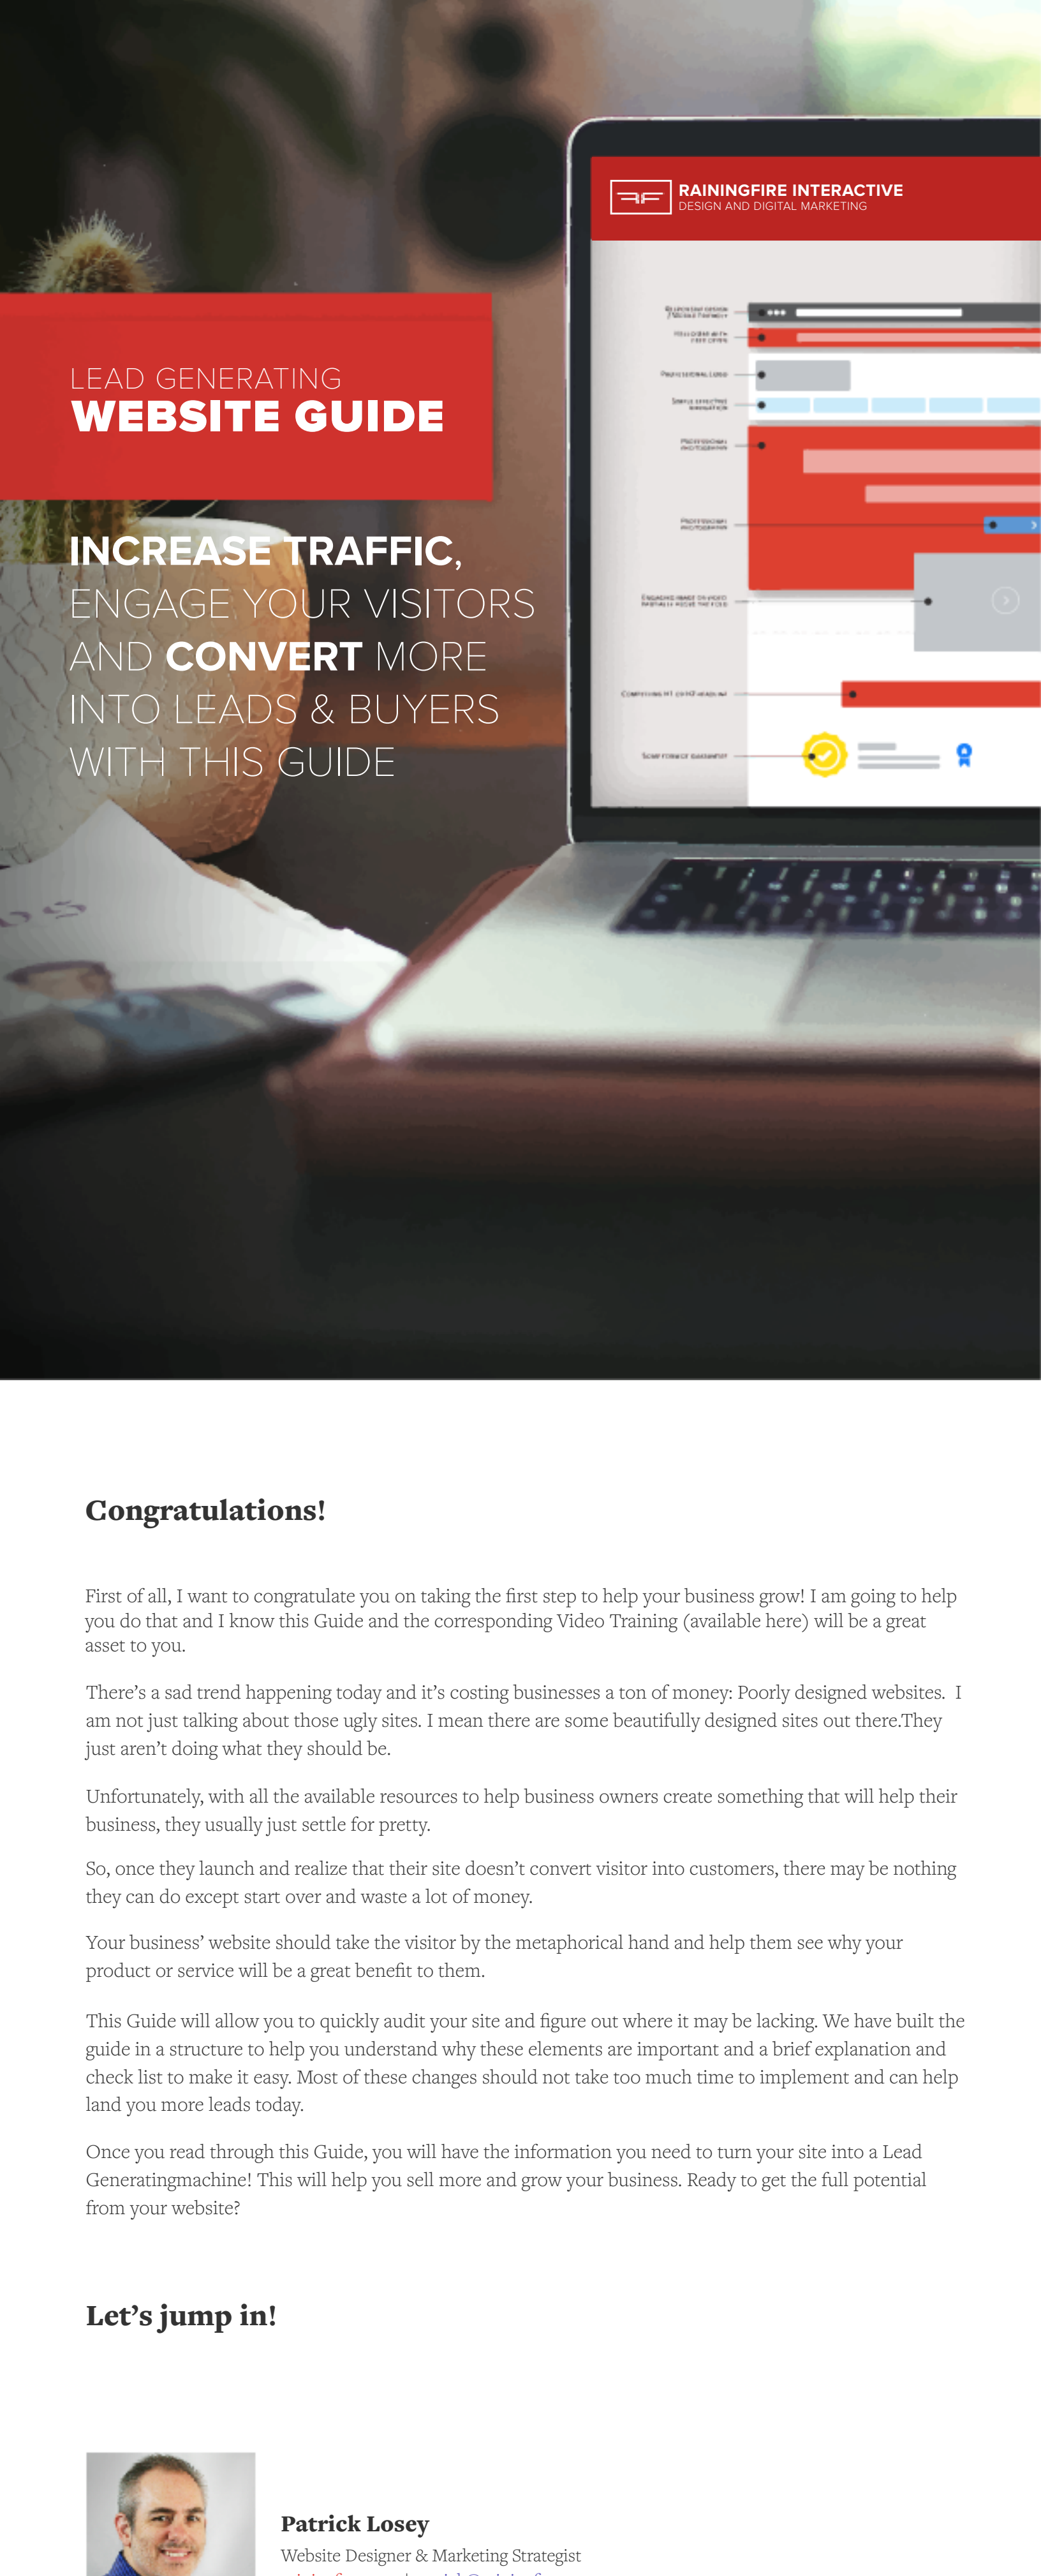 RAININGFIRE INTERACTIVE
DESIGN AND DIGITAL MARKETING
PROFESSIONAL LOGO
LEAD GENERATING
WEBSITE GUIDE
INCREASE TRAFFIC,
ENGAGE YOUR VISITORS
AND CONVERT MORE
INTO LEADS & BUYERS
WITH THIS GUIDE
COMPELLING H1 OR H2 HEADLINE
SOME FORM OF GUARANTEE
Congratulations!
First of all, I want to congratulate you on taking the first step to help your business grow! I am going to help
you do that and I know this Guide and the corresponding Video Training (available here) will be a great
asset to you.
There’s a sad trend happening today and it’s costing businesses a ton of money: Poorly designed websites.  I
am not just talking about those ugly sites. I mean there are some beautifully designed sites out there.They
just aren’t doing what they should be.
Unfortunately, with all the available resources to help business owners create something that will help their
business, they usually just settle for pretty.
So, once they launch and realize that their site doesn’t convert visitor into customers, there may be nothing
they can do except start over and waste a lot of money.
Your business’ website should take the visitor by the metaphorical hand and help them see why your
product or service will be a great benefit to them.
This Guide will allow you to quickly audit your site and figure out where it may be lacking. We have built the
guide in a structure to help you understand why these elements are important and a brief explanation and
check list to make it easy. Most of these changes should not take too much time to implement and can help
land you more leads today.
Once you read through this Guide, you will have the information you need to turn your site into a Lead
Generatingmachine! This will help you sell more and grow your business. Ready to get the full potential
from your website?
Let’s jump in!
Patrick Losey
Website Designer & Marketing Strategist